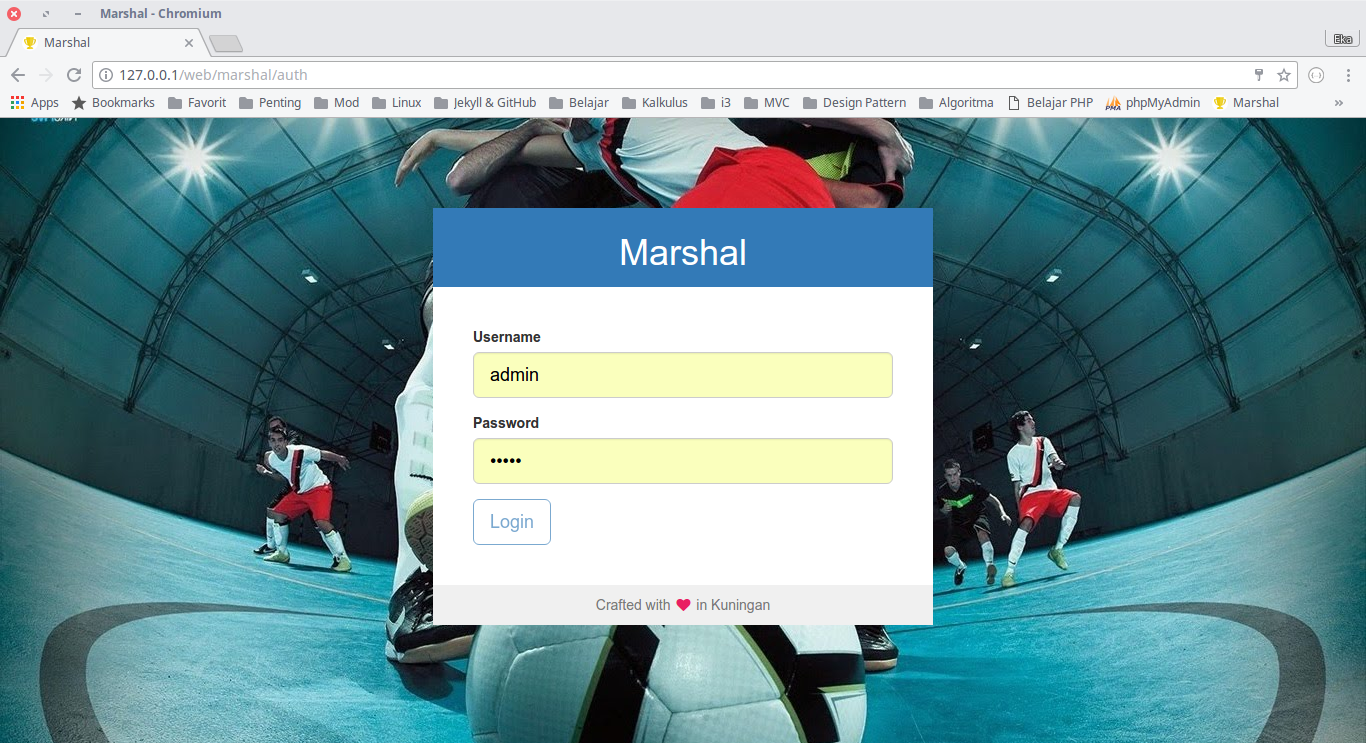 Marshal - Chromium
Marshal
Eka
127.0.0.1/web/marshal/auth
Apps Bookmarks Favorit Penting Mod Linux Jekyll & GitHub Belajar Kalkulus i3 MVC Design Pattern Algoritma Belajar PHP PMA phpMyAdmin Marshal »
Marshal
Username
admin
Password
•••••
Login
Crafted with ♥ in Kuningan